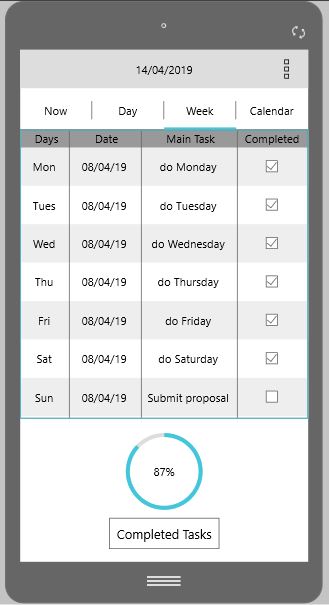 14/04/2019
Now Day Week Calendar
Days Date Main Task Completed
Mon 08/04/19 do Monday
Tues 08/04/19 do Tuesday
Wed 08/04/19 do Wednesday
Thu 08/04/19 do Thursday
Fri 08/04/19 do Friday
Sat 08/04/19 do Saturday
Sun 08/04/19 Submit proposal
87%
Completed Tasks